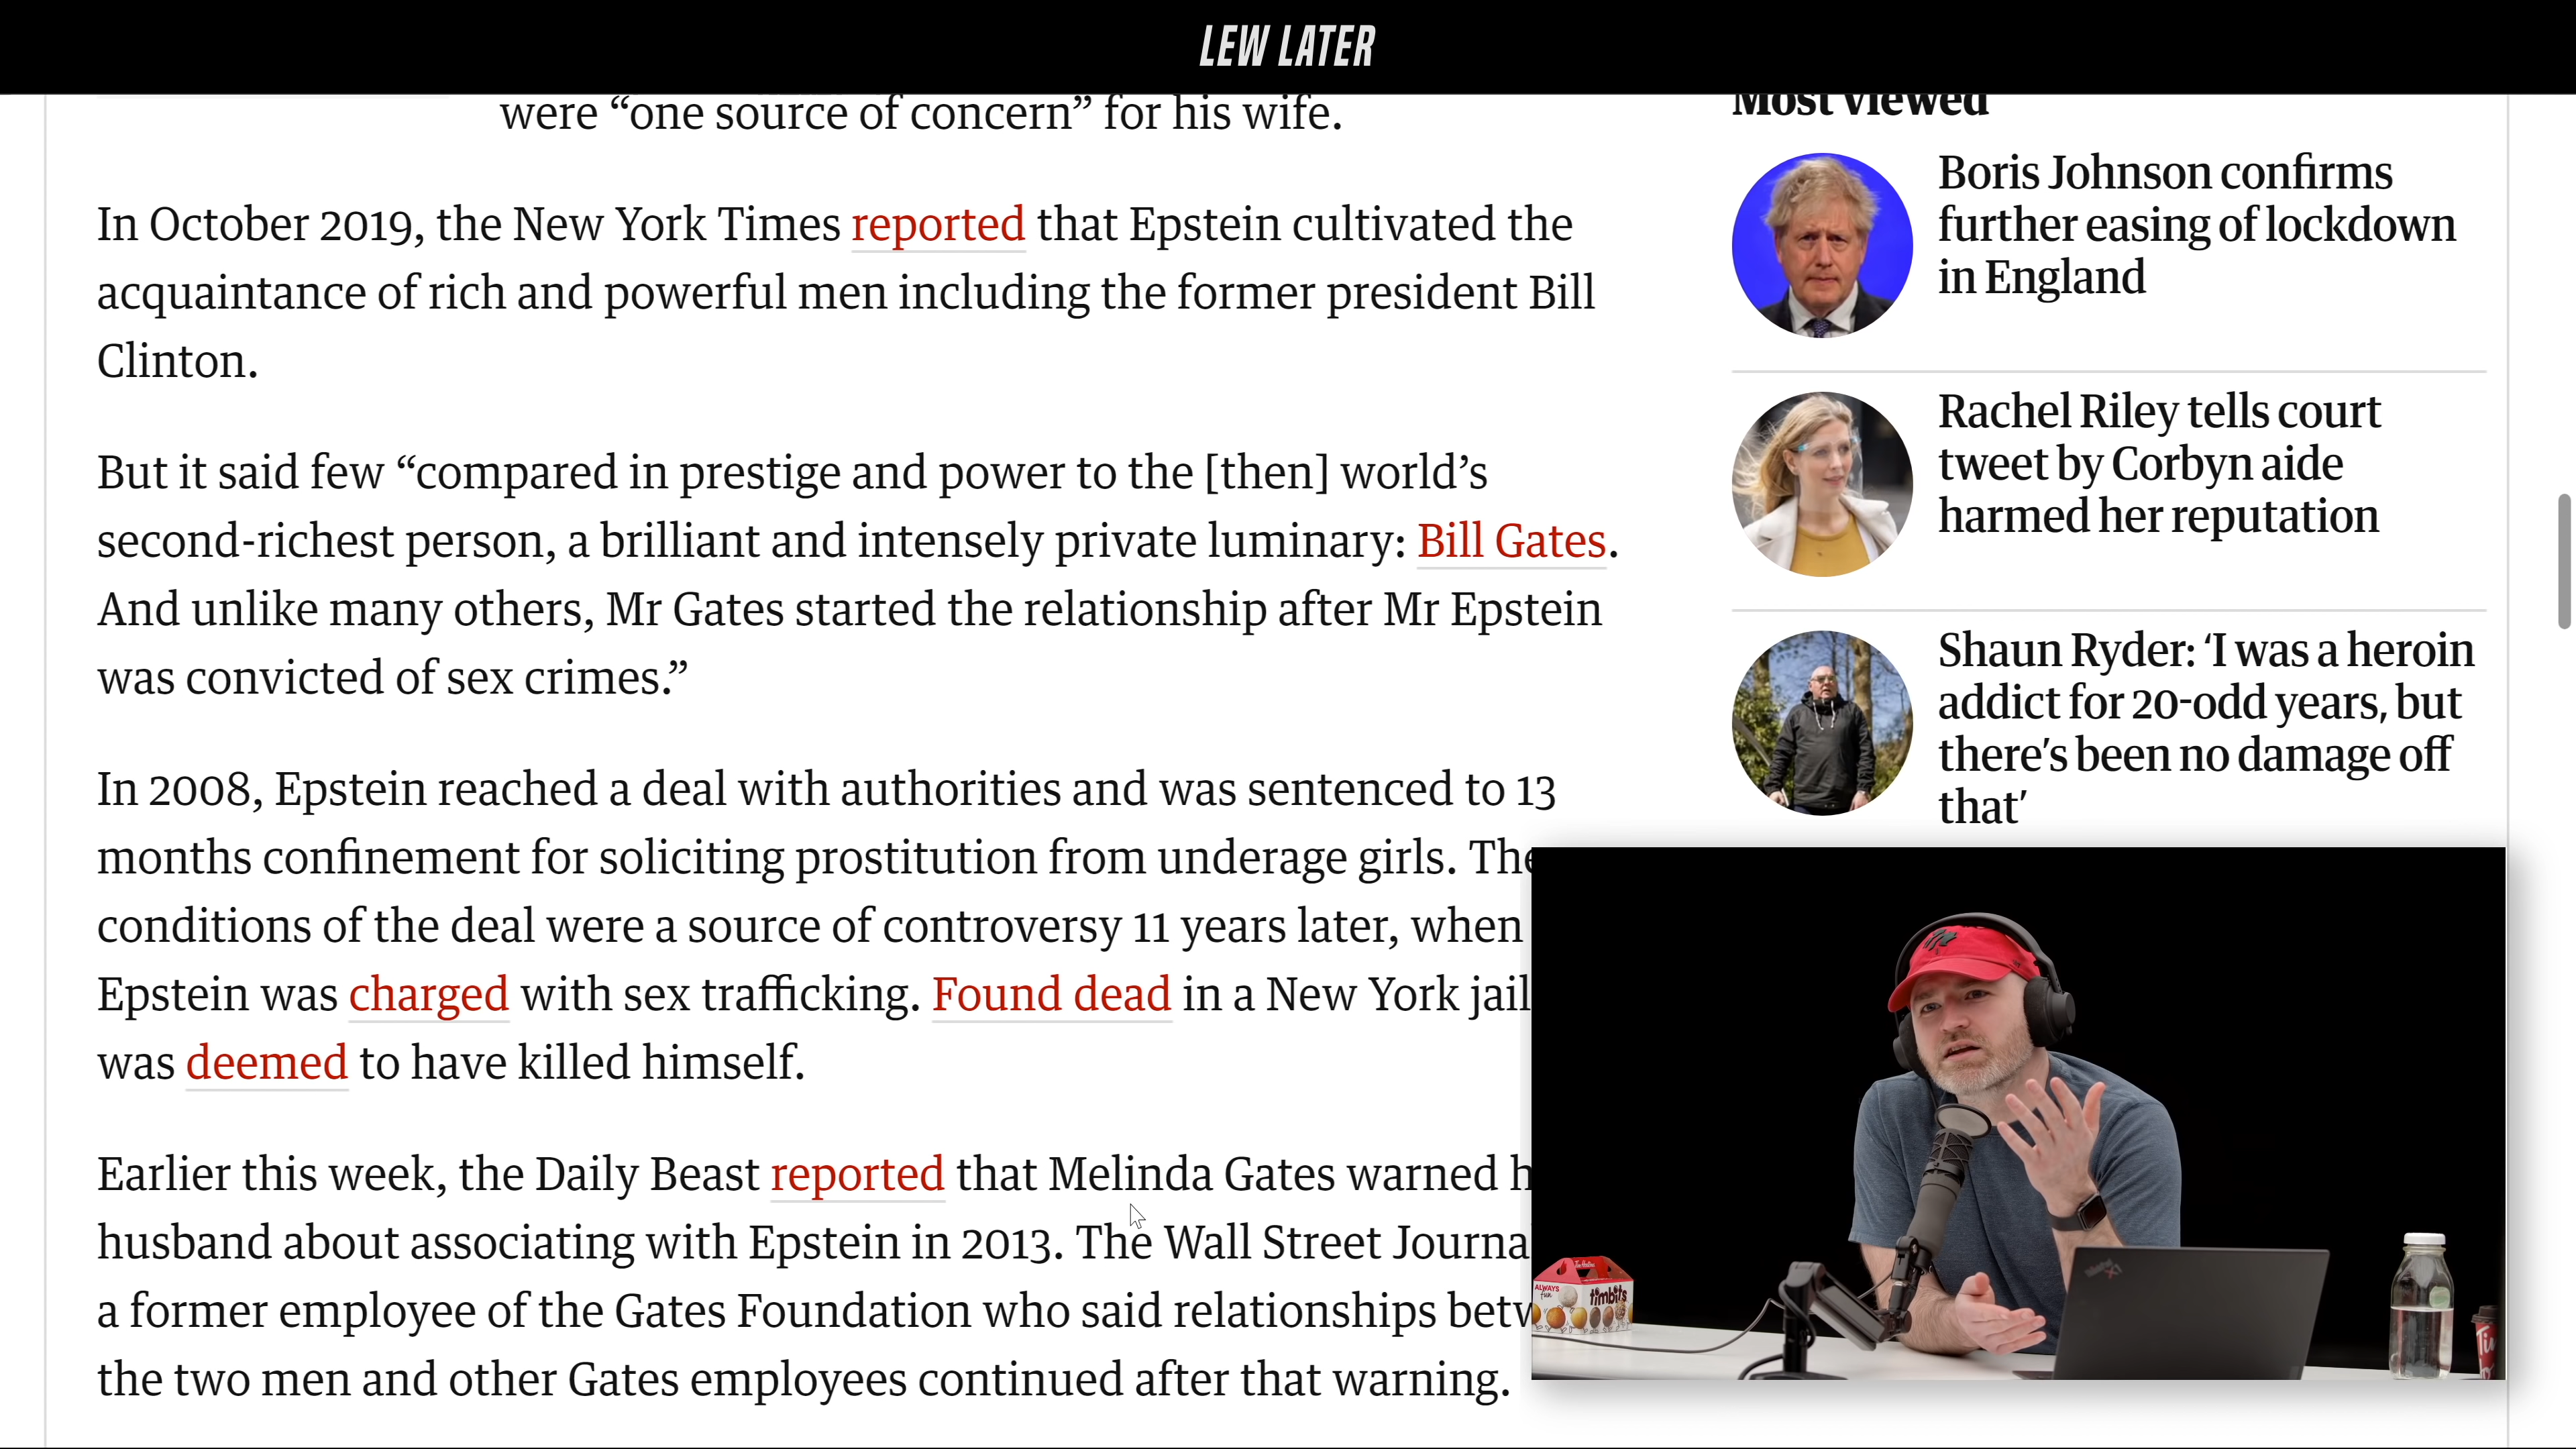 LEW LATER
were “one source of concern” for his wife.
In October 2019, the New York Times reported that Epstein cultivated the
acquaintance of rich and powerful men including the former president Bill
Clinton.
But it said few “compared in prestige and power to the [then] world’s
second-richest person, a brilliant and intensely private luminary: Bill Gates.
And unlike many others, Mr Gates started the relationship after Mr Epstein
was convicted of sex crimes.”
In 2008, Epstein reached a deal with authorities and was sentenced to 13
months confinement for soliciting prostitution from underage girls. The
conditions of the deal were a source of controversy 11 years later, when
Epstein was charged with sex trafficking. Found dead in a New York jail
was deemed to have killed himself.
Earlier this week, the Daily Beast reported that Melinda Gates warned h
husband about associating with Epstein in 2013. The Wall Street Journa
a former employee of the Gates Foundation who said relationships betw
the two men and other Gates employees continued after that warning.
Most viewed
Boris Johnson confirms
further easing of lockdown
in England
Rachel Riley tells court
tweet by Corbyn aide
harmed her reputation
Shaun Ryder: ‘I was a heroin
addict for 20-odd years, but
there’s been no damage off
that’
ALWAYS
fun
timbits